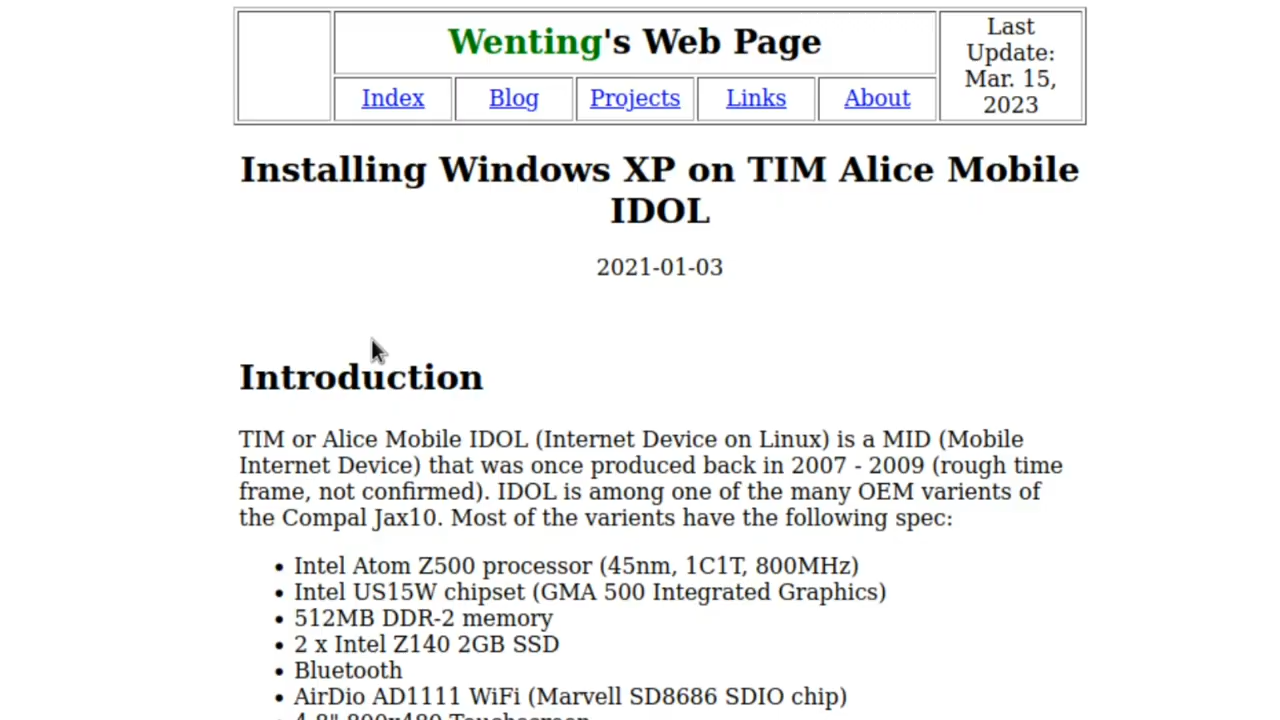 Wenting's Web Page
Index Blog Projects Links About
Last
Update:
Mar. 15,
2023
Installing Windows XP on TIM Alice Mobile
IDOL
2021-01-03
Introduction
TIM or Alice Mobile IDOL (Internet Device on Linux) is a MID (Mobile
Internet Device) that was once produced back in 2007 - 2009 (rough time
frame, not confirmed). IDOL is among one of the many OEM varients of
the Compal Jax10. Most of the variants have the following spec:
• Intel Atom Z500 processor (45nm, 1C1T, 800MHz)
• Intel US15W chipset (GMA 500 Integrated Graphics)
• 512MB DDR-2 memory
• 2 x Intel Z140 2GB SSD
• Bluetooth
• AirDio AD1111 WiFi (Marvell SD8686 SDIO chip)
• 4.8" 800x480 Touchscreen